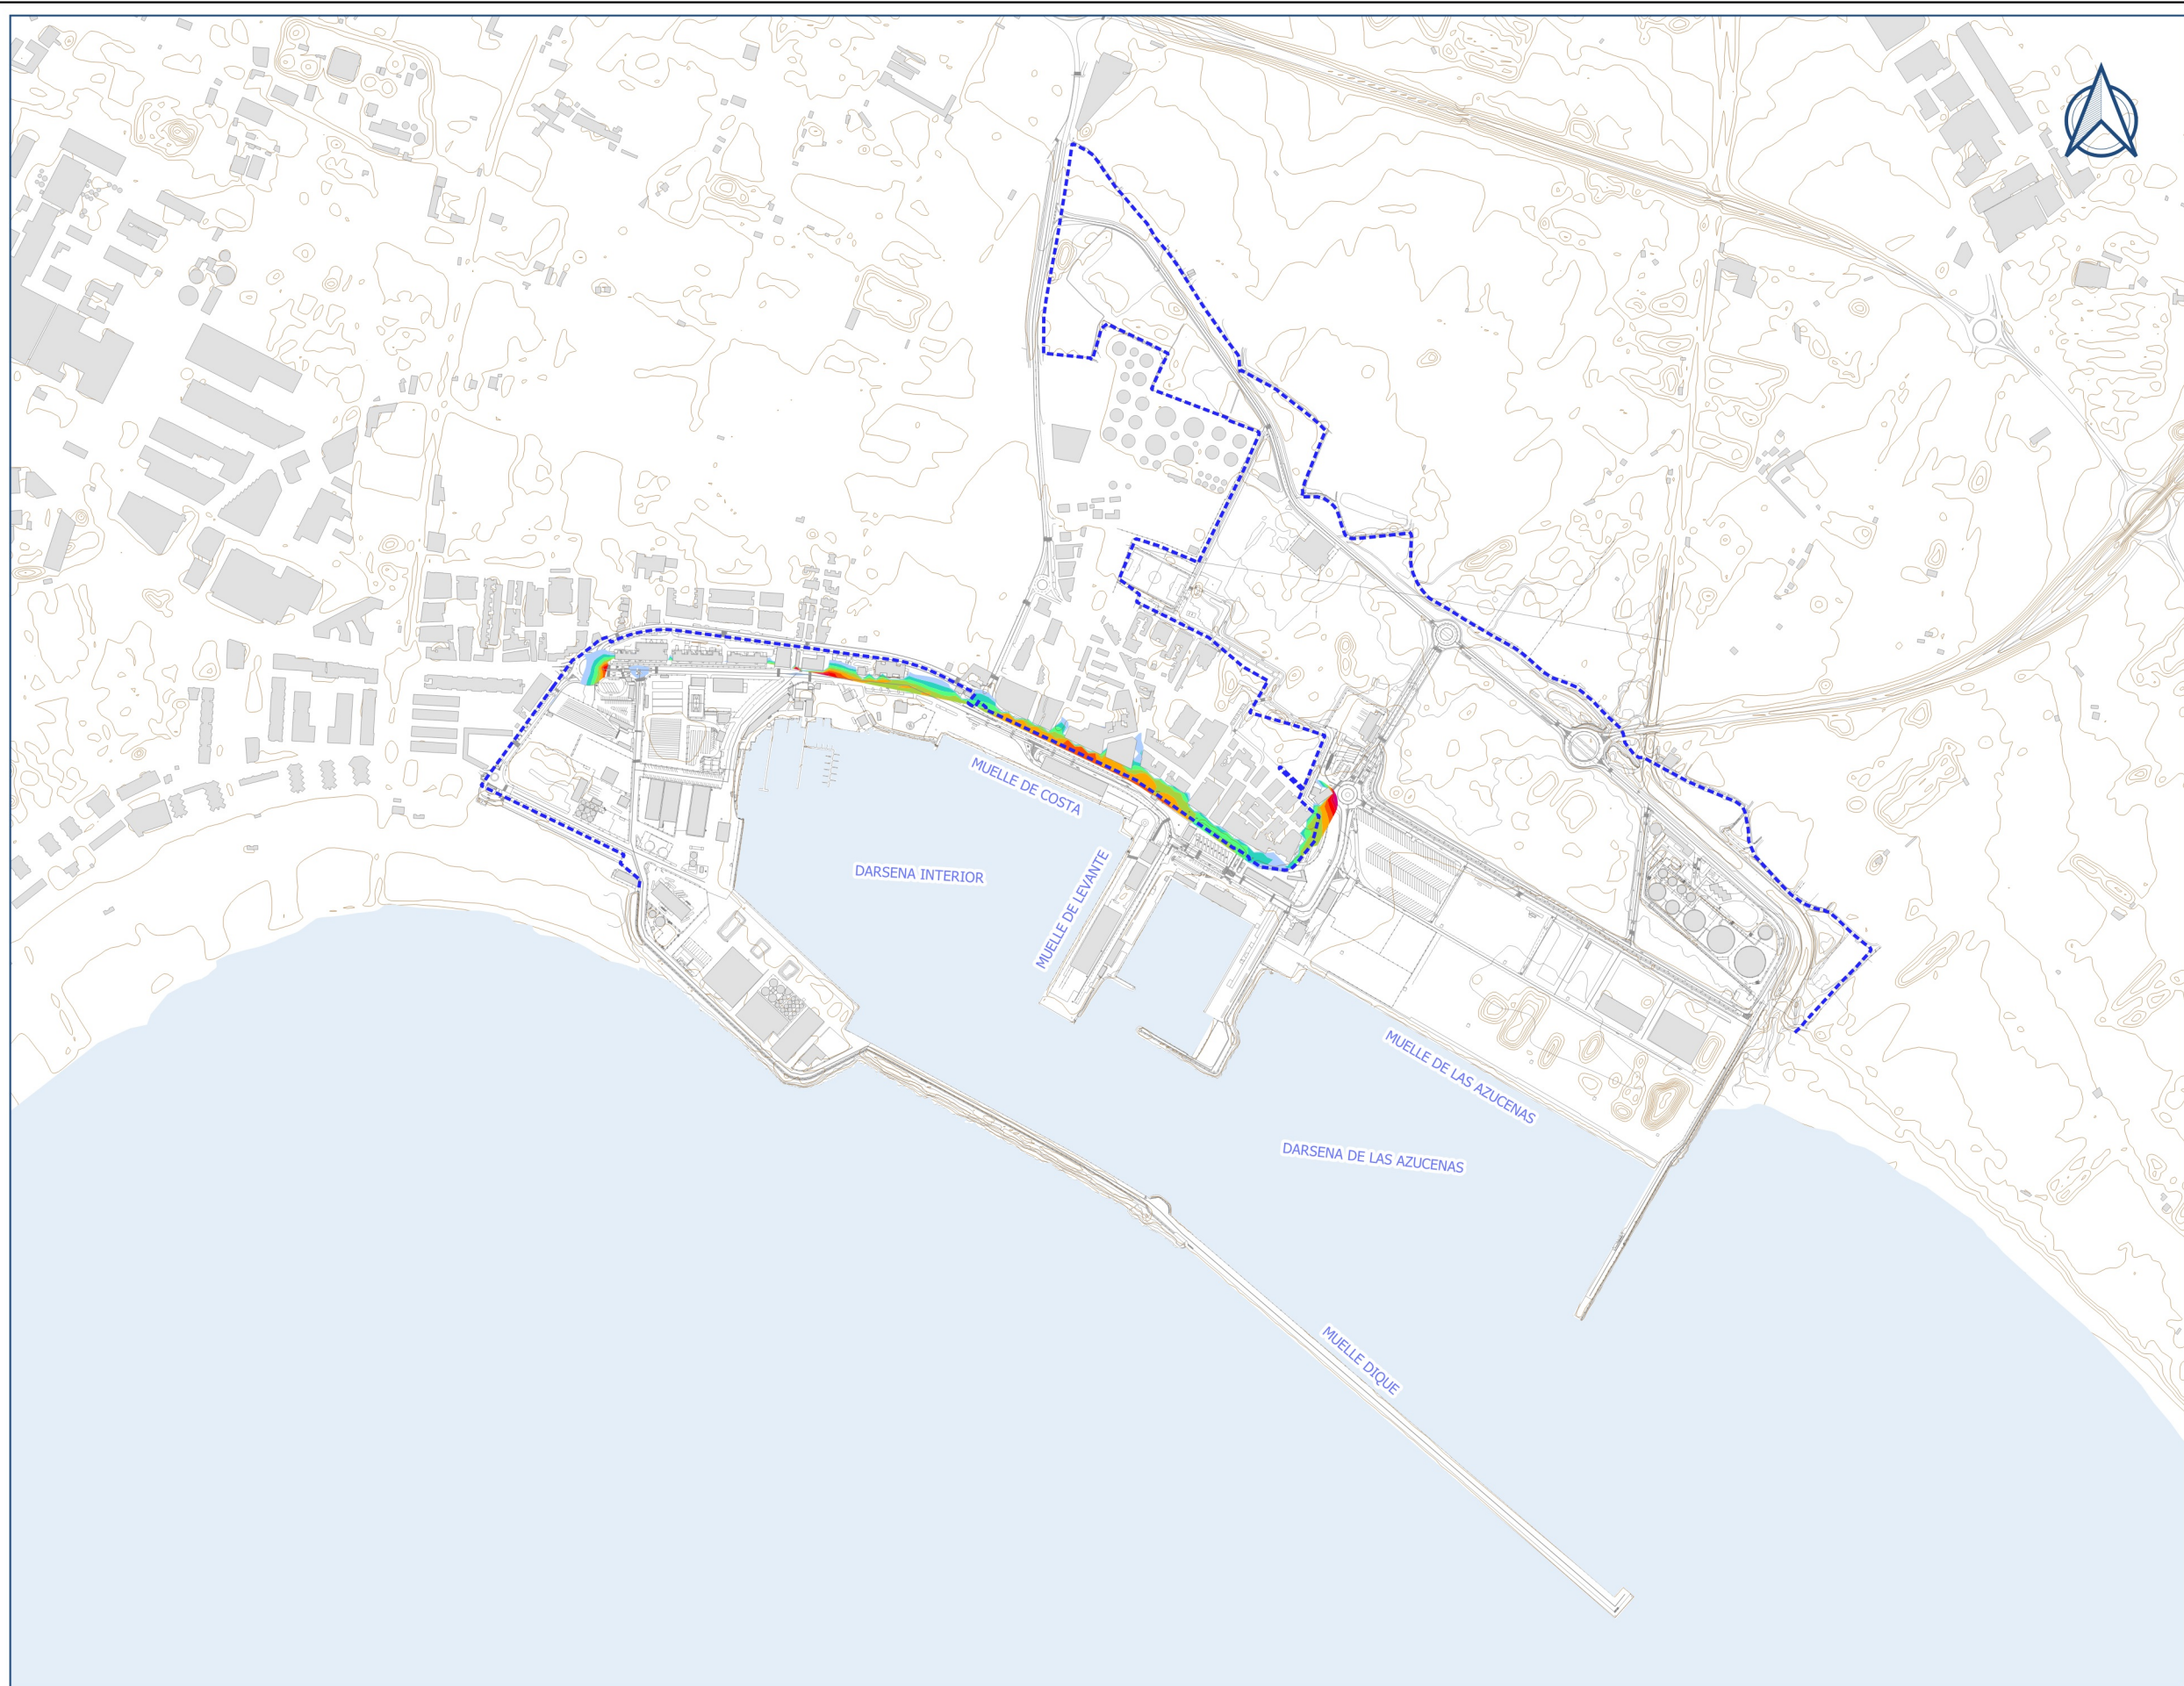 MUELLE DE COSTA
DARSENA INTERIOR
MUELLE DE LEVANTE
MUELLE DE LAS AZUCENAS
DARSENA DE LAS AZUCENAS
MUELLE DIQUE